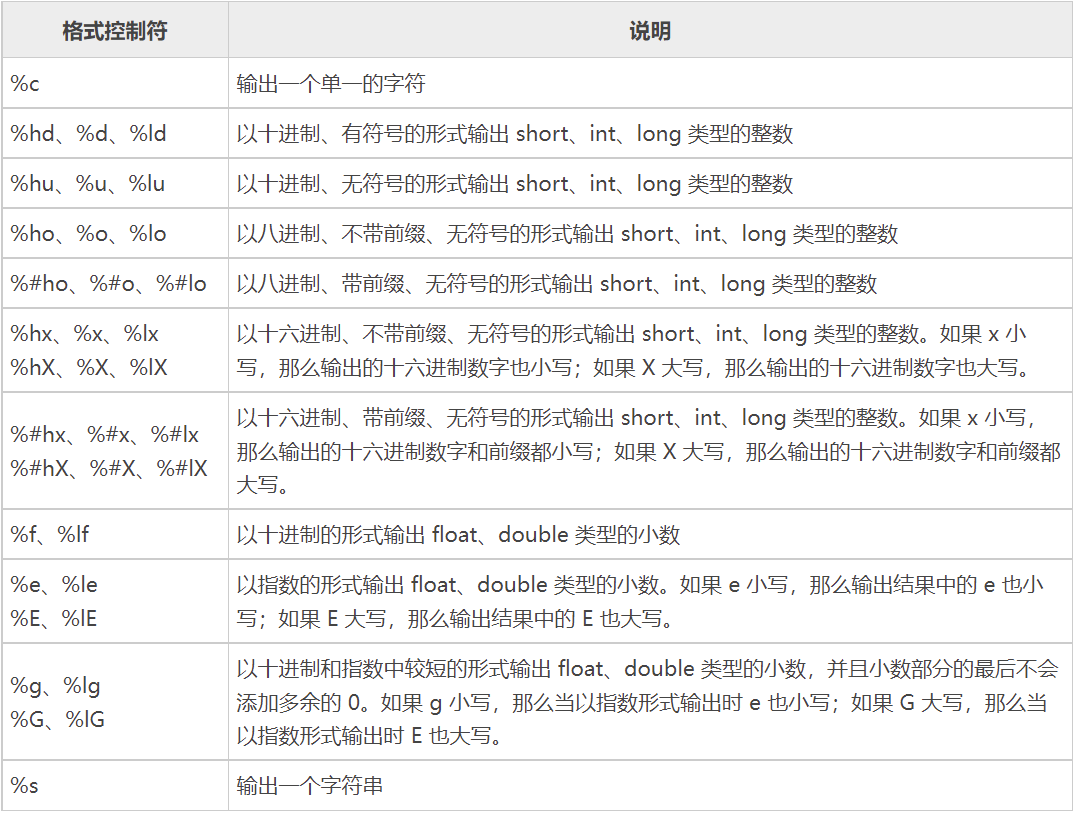 格式控制符 说明
%c 输出一个单一的字符
%hd、%d、%ld 以十进制、有符号的形式输出 short、int、long 类型的整数
%hu、%u、%lu 以十进制、无符号的形式输出 short、int、long 类型的整数
%ho、%o、%lo 以八进制、不带前缀、无符号的形式输出 short、int、long 类型的整数
%#ho、%#o、%#lo 以八进制、带前缀、无符号的形式输出 short、int、long 类型的整数
%hx、%x、%lx
%hX、%X、%lX
以十六进制、不带前缀、无符号的形式输出 short、int、long 类型的整数。如果 x 小
写，那么输出的十六进制数字也小写；如果 X 大写，那么输出的十六进制数字也大写。
%#hx、%#x、%#lx
%#hX、%#X、%#lX
以十六进制、带前缀、无符号的形式输出 short、int、long 类型的整数。如果 x 小写，
那么输出的十六进制数字和前缀都小写；如果 X 大写，那么输出的十六进制数字和前缀都
大写。
%f、%lf 以十进制的形式输出 float、double 类型的小数
%e、%le
%E、%lE
以指数的形式输出 float、double 类型的小数。如果 e 小写，那么输出结果中的 e 也小
写；如果 E 大写，那么输出结果中的 E 也大写。
%g、%lg
%G、%lG
以十进制和指数中较短的形式输出 float、double 类型的小数，并且小数部分的最后不会
添加多余的 0。如果 g 小写，那么当以指数形式输出时 e 也小写；如果 G 大写，那么当
以指数形式输出时 E 也大写。
%s 输出一个字符串